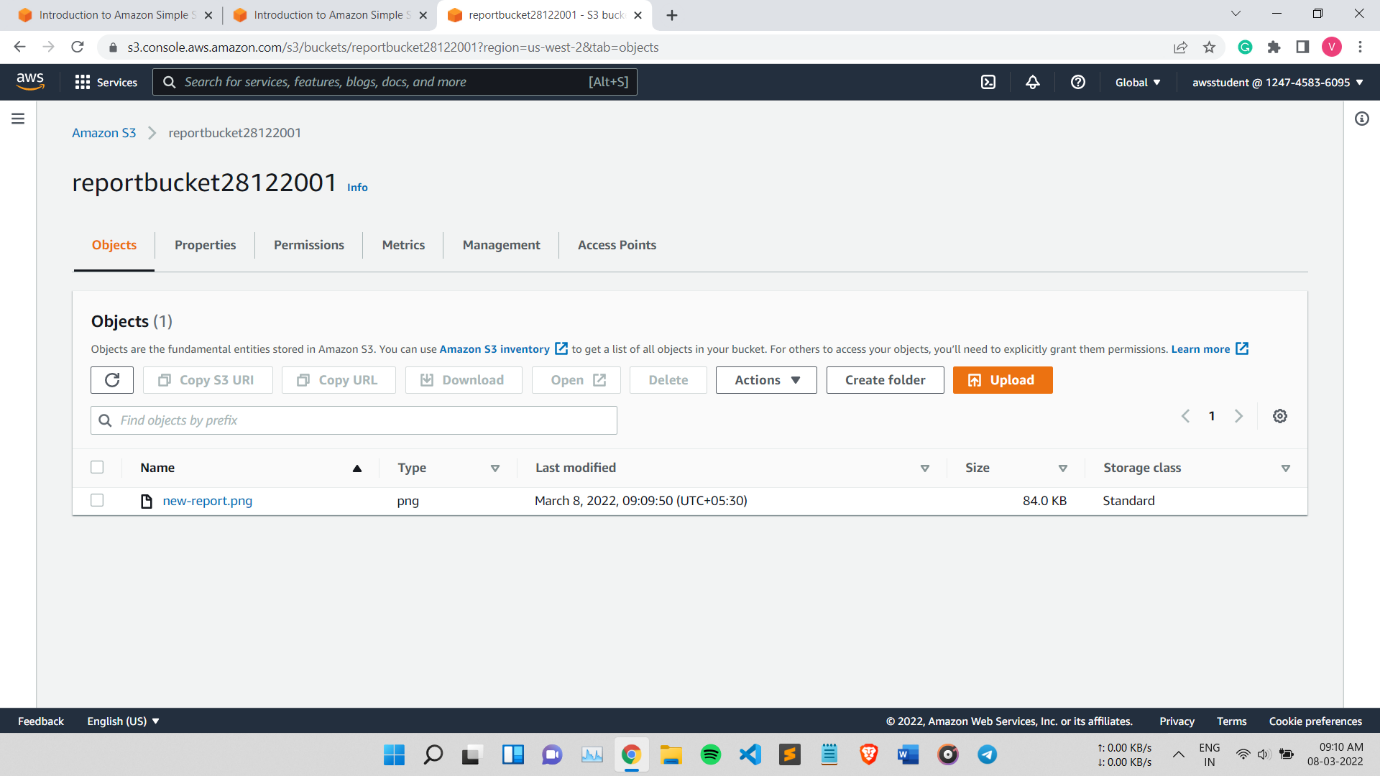 Introduction to Amazon Simple S
Introduction to Amazon Simple S
reportbucket28122001 - S3 buck
s3.console.aws.amazon.com/s3/buckets/reportbucket28122001?region=us-west-2&tab=objects
V
aws
Services
Search for services, features, blogs, docs, and more
[Alt+S]
Global
awsstudent @ 1247-4583-6095
Amazon S3
reportbucket28122001
reportbucket28122001 Info
Objects
Properties
Permissions
Metrics
Management
Access Points
Objects (1)
Objects are the fundamental entities stored in Amazon S3. You can use Amazon S3 inventory to get a list of all objects in your bucket. For others to access your objects, you'll need to explicitly grant them permissions. Learn more
Copy S3 URI
Copy URL
Download
Open
Delete
Actions
Create folder
Upload
Find objects by prefix
1
Name
Type
Last modified
Size
Storage class
new-report.png
png
March 8, 2022, 09:09:50 (UTC+05:30)
84.0 KB
Standard
Feedback
English (US)
© 2022, Amazon Web Services, Inc. or its affiliates.
Privacy
Terms
Cookie preferences
↑: 0.00 KB/s
↓: 0.00 KB/s
ENG
IN
09:10 AM
08-03-2022